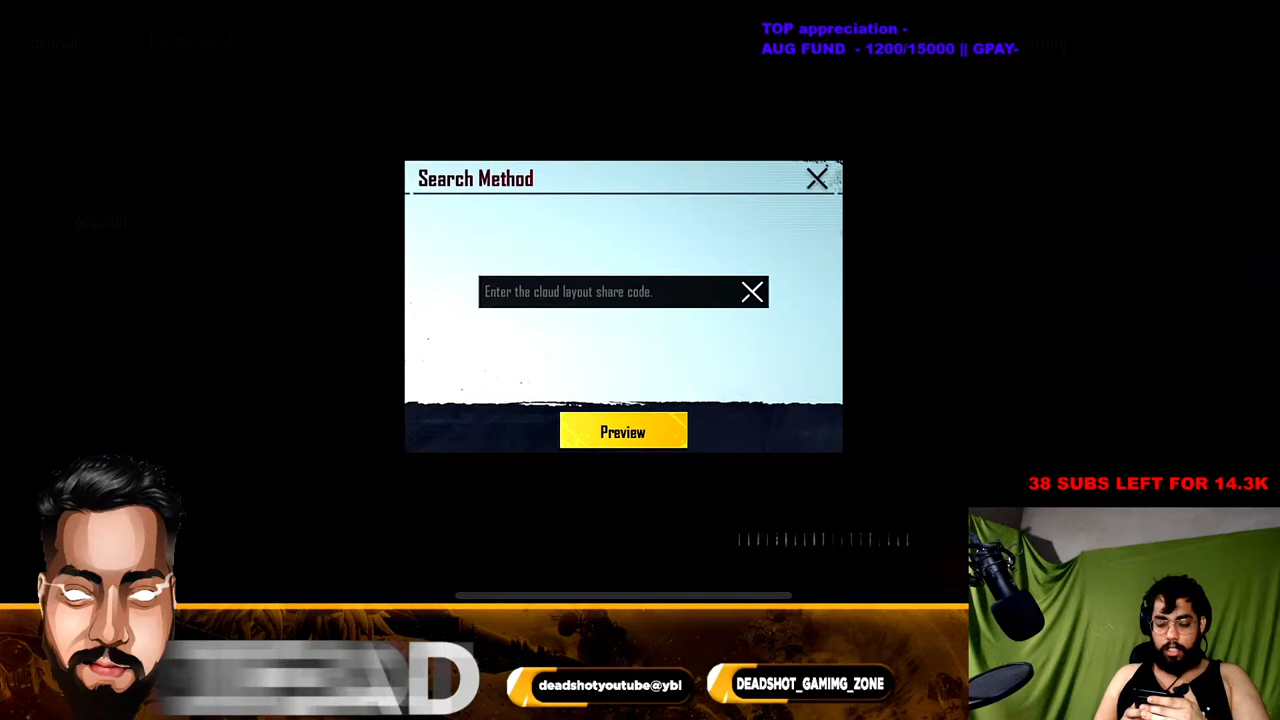 TOP appreciation -
AUG FUND - 1200/15000 || GPAY-
Search Method
Enter the cloud layout share code.
Preview
38 SUBS LEFT FOR 14.3K
deadshotyoutube@ybl
DEADSHOT_GAMIMG_ZONE